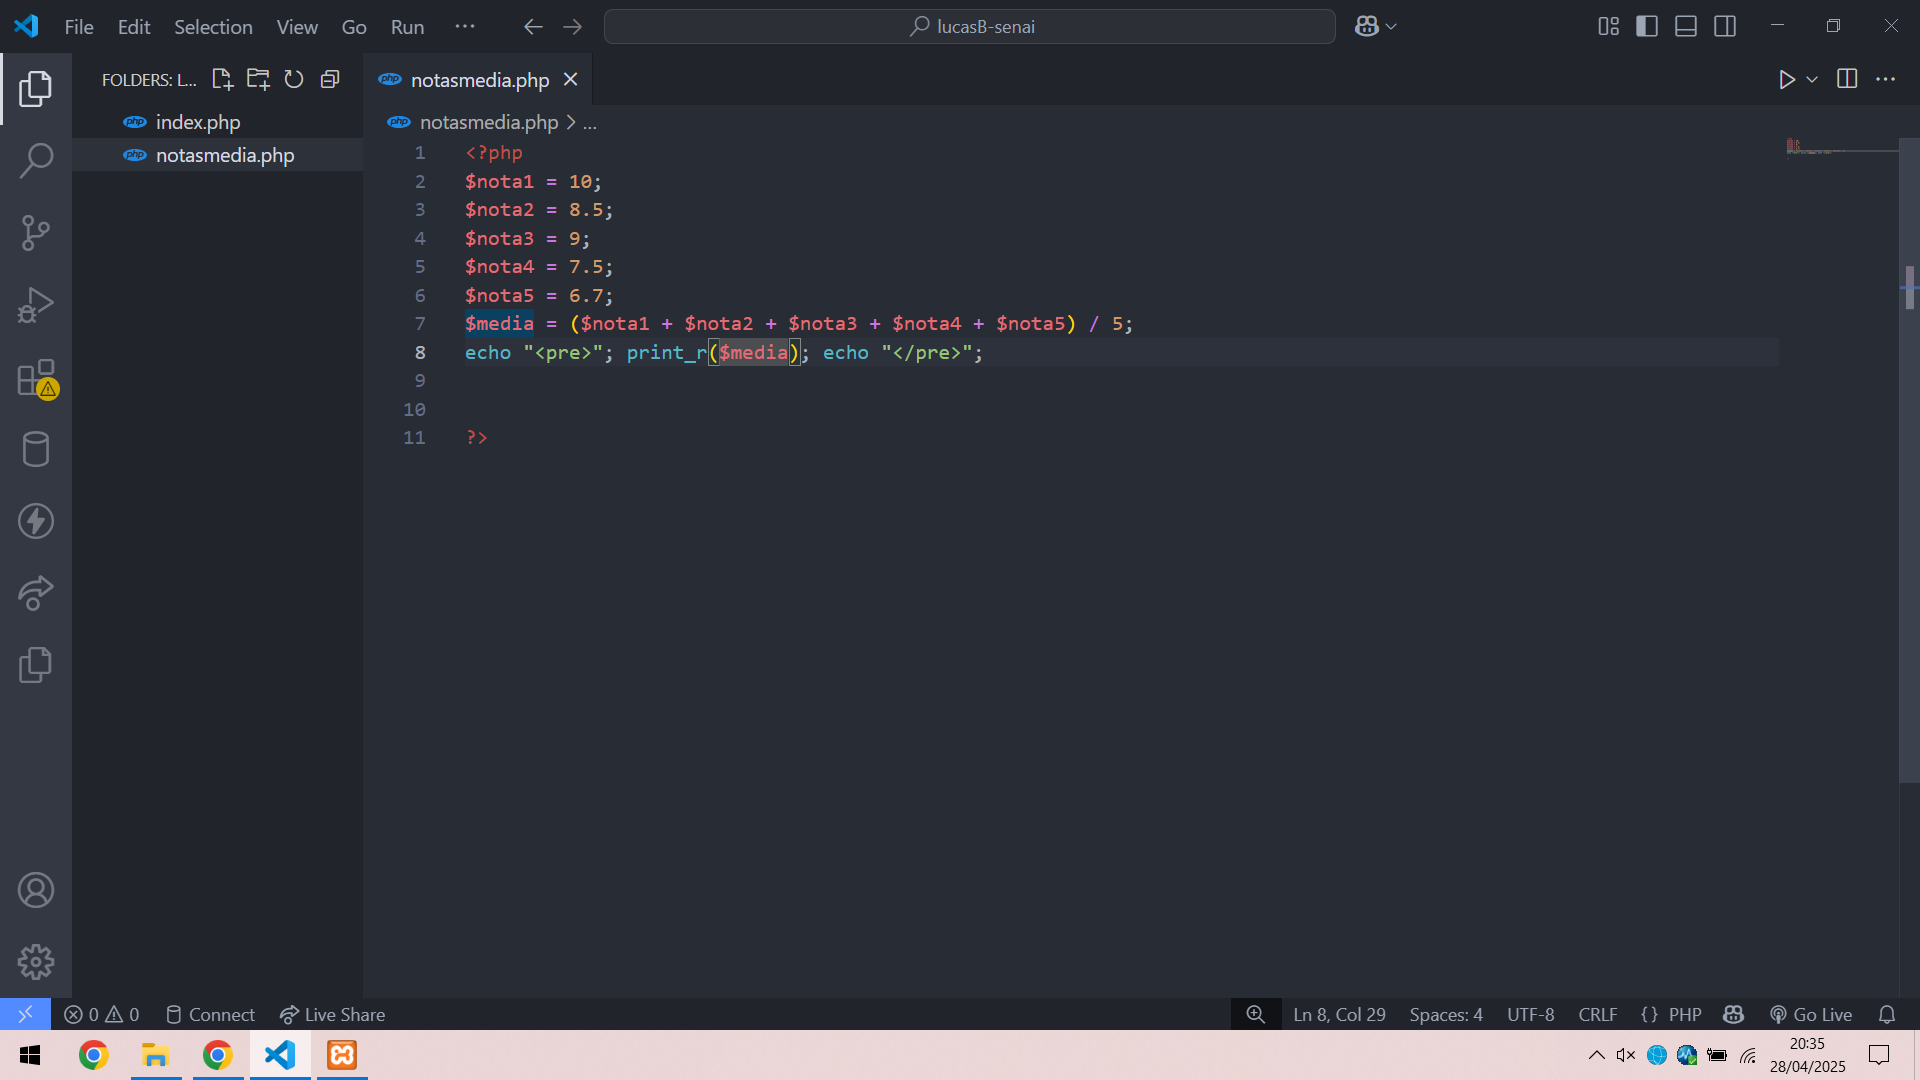 File Edit Selection View Go Run ··· lucasB-senai
FOLDERS: L...
php index.php
php notasmedia.php
php notasmedia.php
php notasmedia.php > ...
1 <?php
2 $nota1 = 10;
3 $nota2 = 8.5;
4 $nota3 = 9;
5 $nota4 = 7.5;
6 $nota5 = 6.7;
7 $media = ($nota1 + $nota2 + $nota3 + $nota4 + $nota5) / 5;
8 echo "<pre>"; print_r($media); echo "</pre>";
9
10
11 ?>
0 0 Connect Live Share Ln 8, Col 29 Spaces: 4 UTF-8 CRLF {} PHP Go Live
20:35
28/04/2025